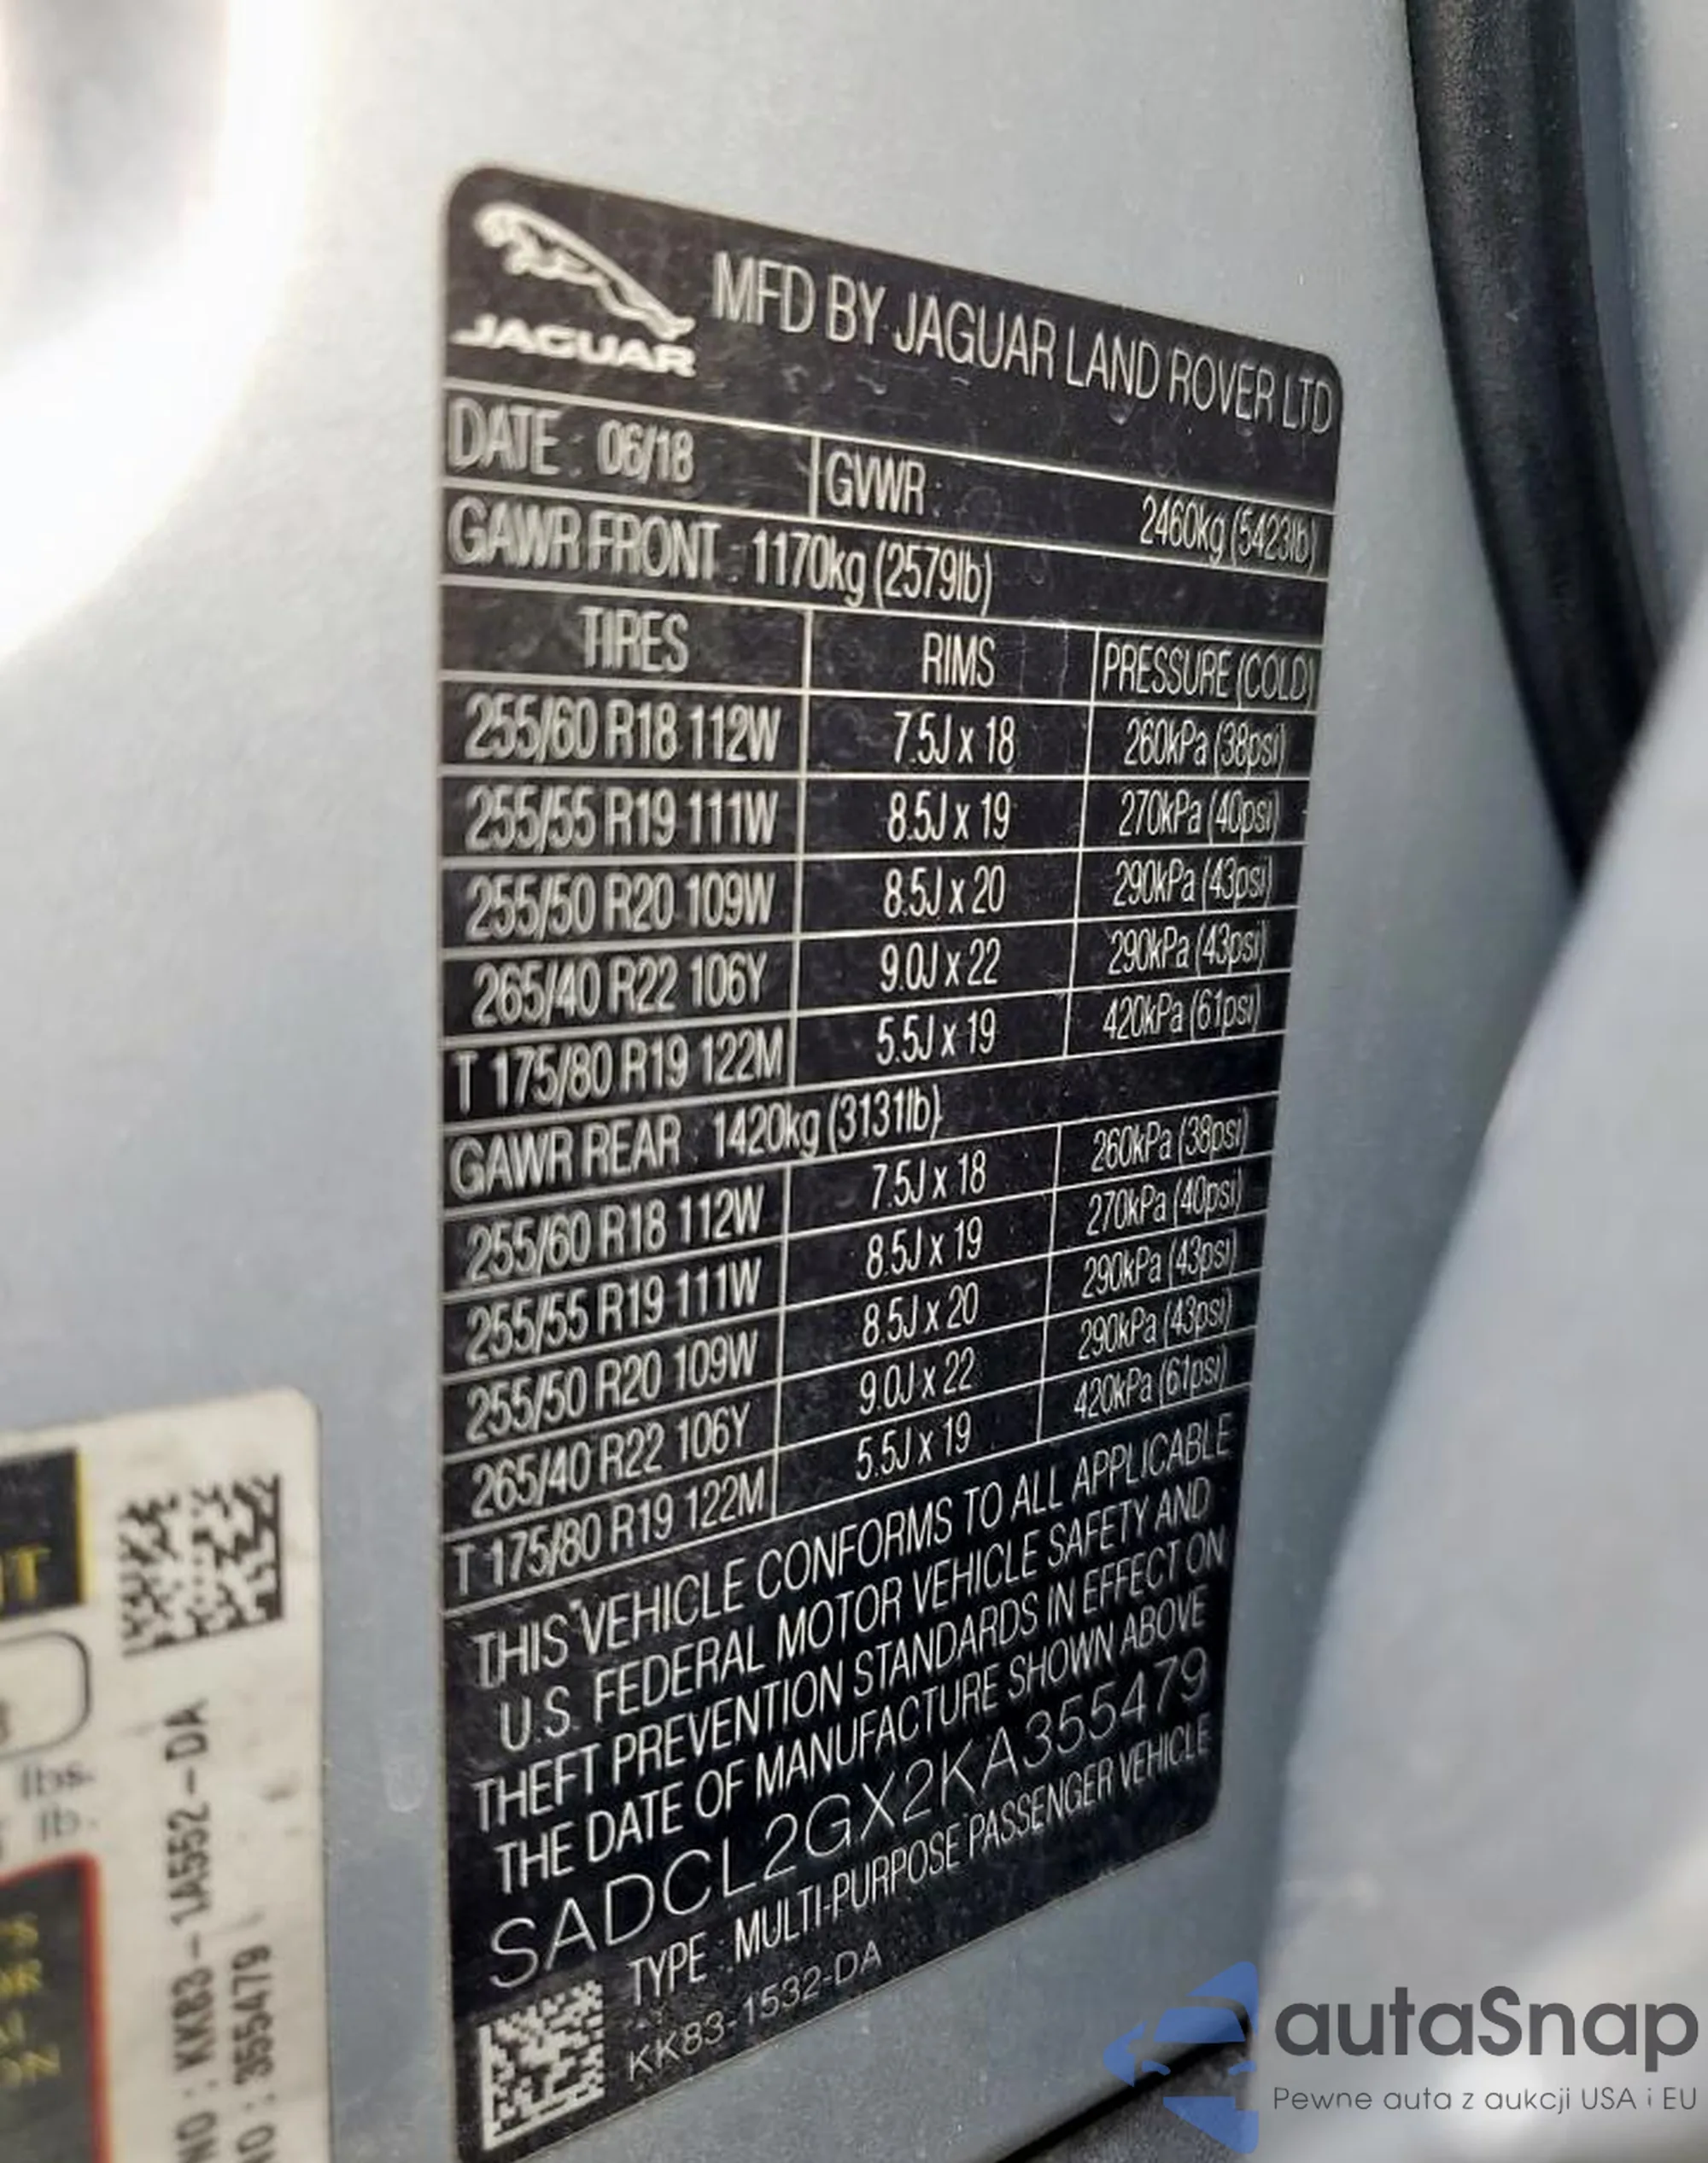 JAGUAR
MFD BY JAGUAR LAND ROVER LTD
DATE : 06/18 GVWR : 2460kg (5423lb)
GAWR FRONT : 1170kg (2579lb)
TIRES RIMS PRESSURE (COLD)
255/60 R18 112W 7.5J x 18 260kPa (38psi)
255/55 R19 111W 8.5J x 19 270kPa (40psi)
255/50 R20 109W 8.5J x 20 290kPa (43psi)
265/40 R22 106Y 9.0J x 22 290kPa (43psi)
T 175/80 R19 122M 5.5J x 19 420kPa (61psi)
GAWR REAR : 1420kg (3131lb)
255/60 R18 112W 7.5J x 18 260kPa (38psi)
255/55 R19 111W 8.5J x 19 270kPa (40psi)
255/50 R20 109W 8.5J x 20 290kPa (43psi)
265/40 R22 106Y 9.0J x 22 290kPa (43psi)
T 175/80 R19 122M 5.5J x 19 420kPa (61psi)
THIS VEHICLE CONFORMS TO ALL APPLICABLE
U.S. FEDERAL MOTOR VEHICLE SAFETY AND
THEFT PREVENTION STANDARDS IN EFFECT ON
THE DATE OF MANUFACTURE SHOWN ABOVE
SADCL2GX2KA355479
TYPE : MULTI-PURPOSE PASSENGER VEHICLE
KK83-1532-DA
lbs.
lb.
NO : KK83-1A552-DA
NO : 355479
autaSnap
Pewne auta z aukcji USA i EU